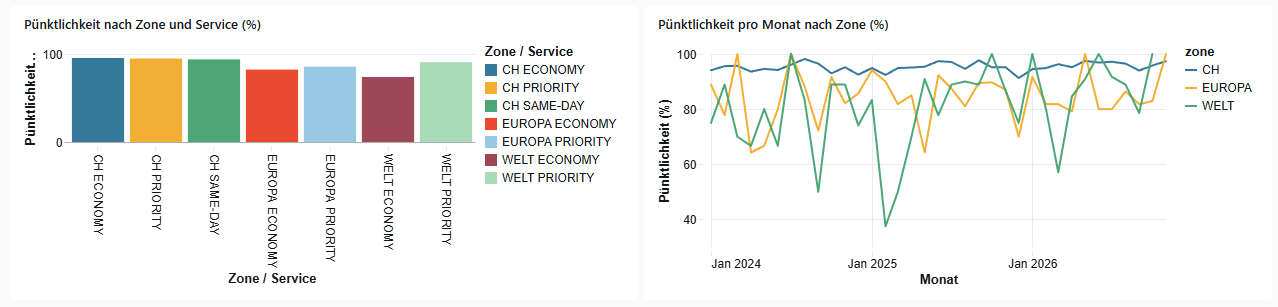 Pünktlichkeit nach Zone und Service (%)
Pünktlichkeit…
100
0
CH ECONOMY
CH PRIORITY
CH SAME-DAY
EUROPA ECONOMY
EUROPA PRIORITY
WELT ECONOMY
WELT PRIORITY
Zone / Service
Zone / Service
CH ECONOMY
CH PRIORITY
CH SAME-DAY
EUROPA ECONOMY
EUROPA PRIORITY
WELT ECONOMY
WELT PRIORITY
Pünktlichkeit pro Monat nach Zone (%)
Pünktlichkeit (%)
100
80
60
40
Jan 2024
Jan 2025
Jan 2026
Monat
zone
CH
EUROPA
WELT